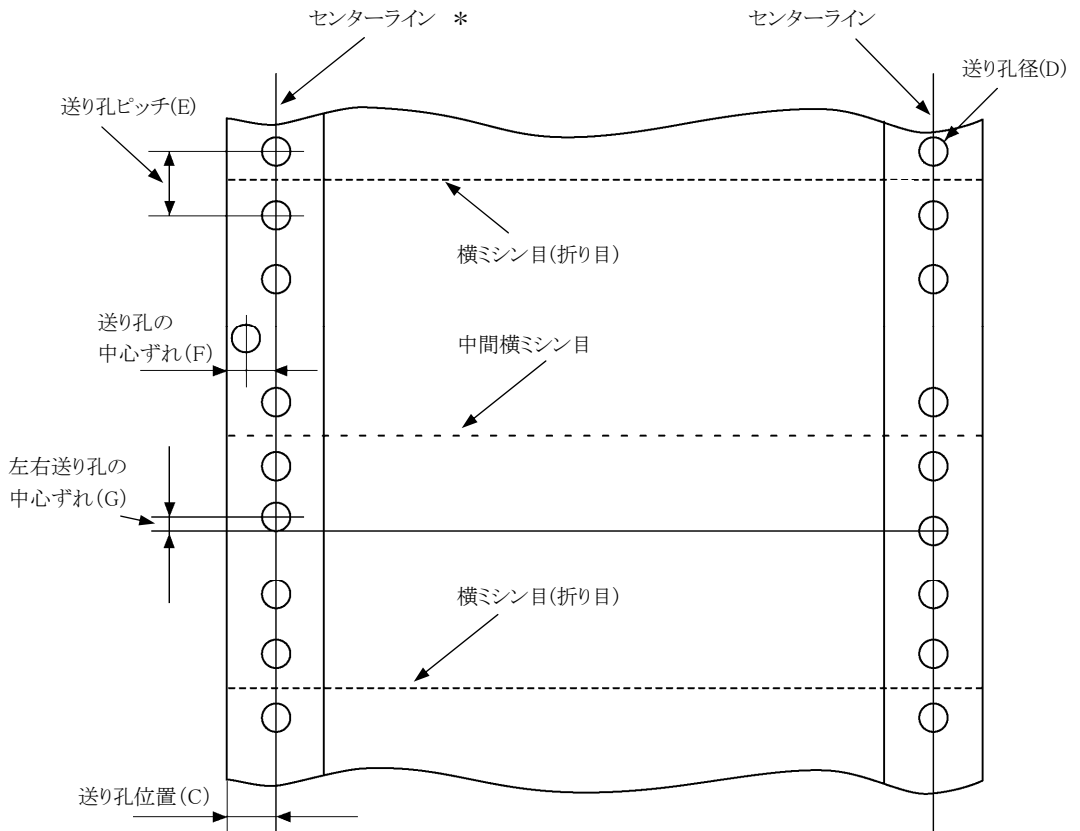 センターライン ＊
センターライン
送り孔径(D)
送り孔ピッチ(E)
横ミシン目(折り目)
送り孔の
中心ずれ(F)
中間横ミシン目
左右送り孔の
中心ずれ(G)
横ミシン目(折り目)
送り孔位置(C)